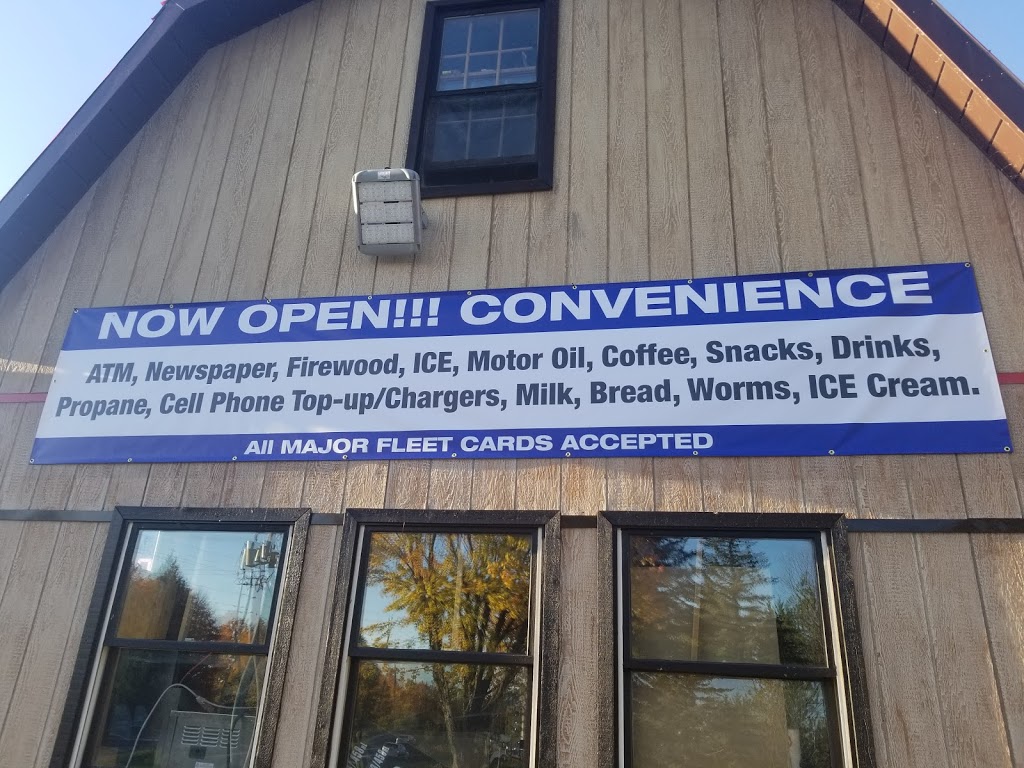 NOW OPEN!!! CONVENIENCE
ATM, Newspaper, Firewood, ICE, Motor Oil, Coffee, Snacks, Drinks,
Propane, Cell Phone Top-up/Chargers, Milk, Bread, Worms, ICE Cream.
All MAJOR FLEET CARDS ACCEPTED